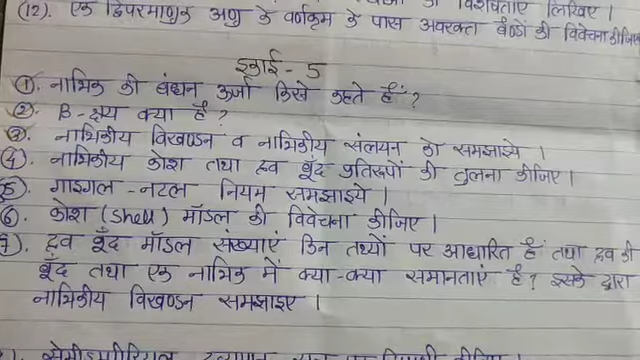 विशेषताएं लिखिए।
(12). एक द्विपरमाणुक अणु के वर्णक्रम के पास अवरक्त बैण्डों की विवेचना कीजिए
इकाई - 5
①. नाभिक की बंधन ऊर्जा किसे कहते हैं?
②. B-क्षय क्या है?
③. नाभिकीय विखण्डन व नाभिकीय संलयन को समझाइये।
④. नाभिकीय कोश तथा द्रव बूँद प्रतिरूपों की तुलना कीजिए।
⑤. गाइगल-नटल नियम समझाइये।
⑥. कोश (Shell) मॉडल की विवेचना कीजिए।
⑦. द्रव बूँद मॉडल संख्याएं किन तथ्यों पर आधारित है तथा द्रव की
बूँद तथा एक नाभिक में क्या-क्या समानताएं है? इसके द्वारा
नाभिकीय विखण्डन समझाइए।